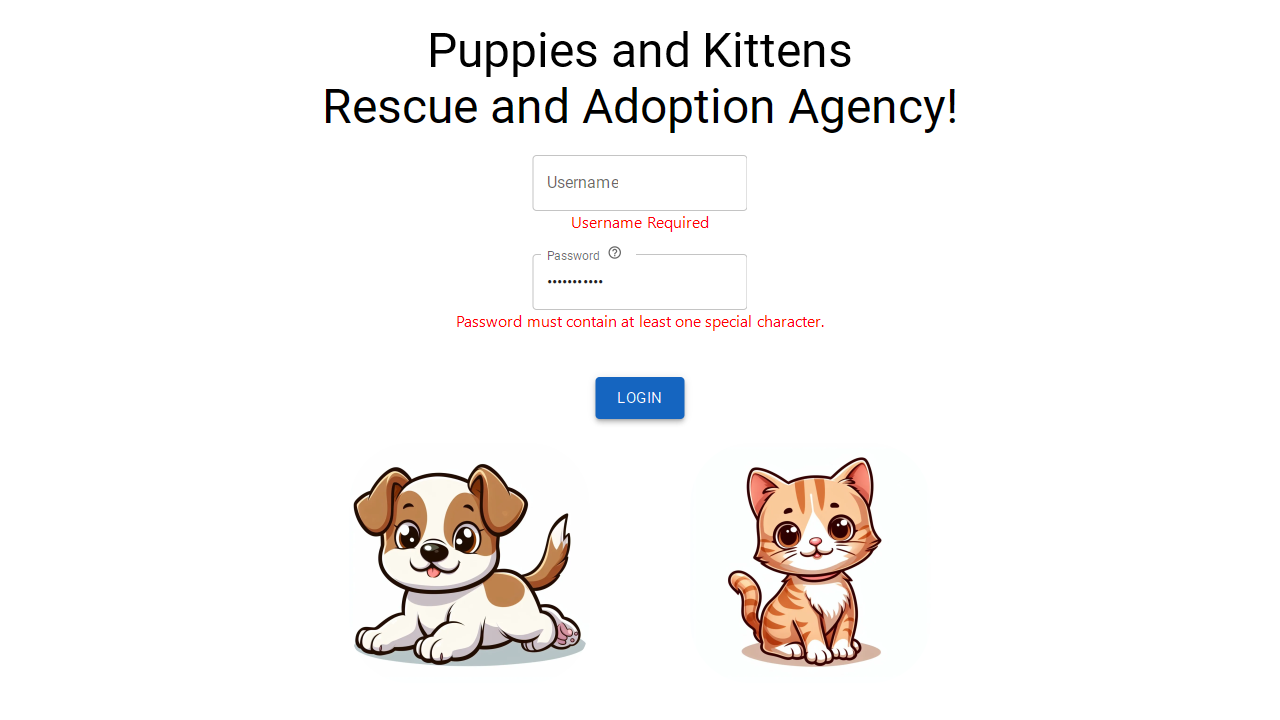 Puppies and Kittens
Rescue and Adoption Agency!
Username
Username Required
Password
•••••••••••
Password must contain at least one special character.
LOGIN